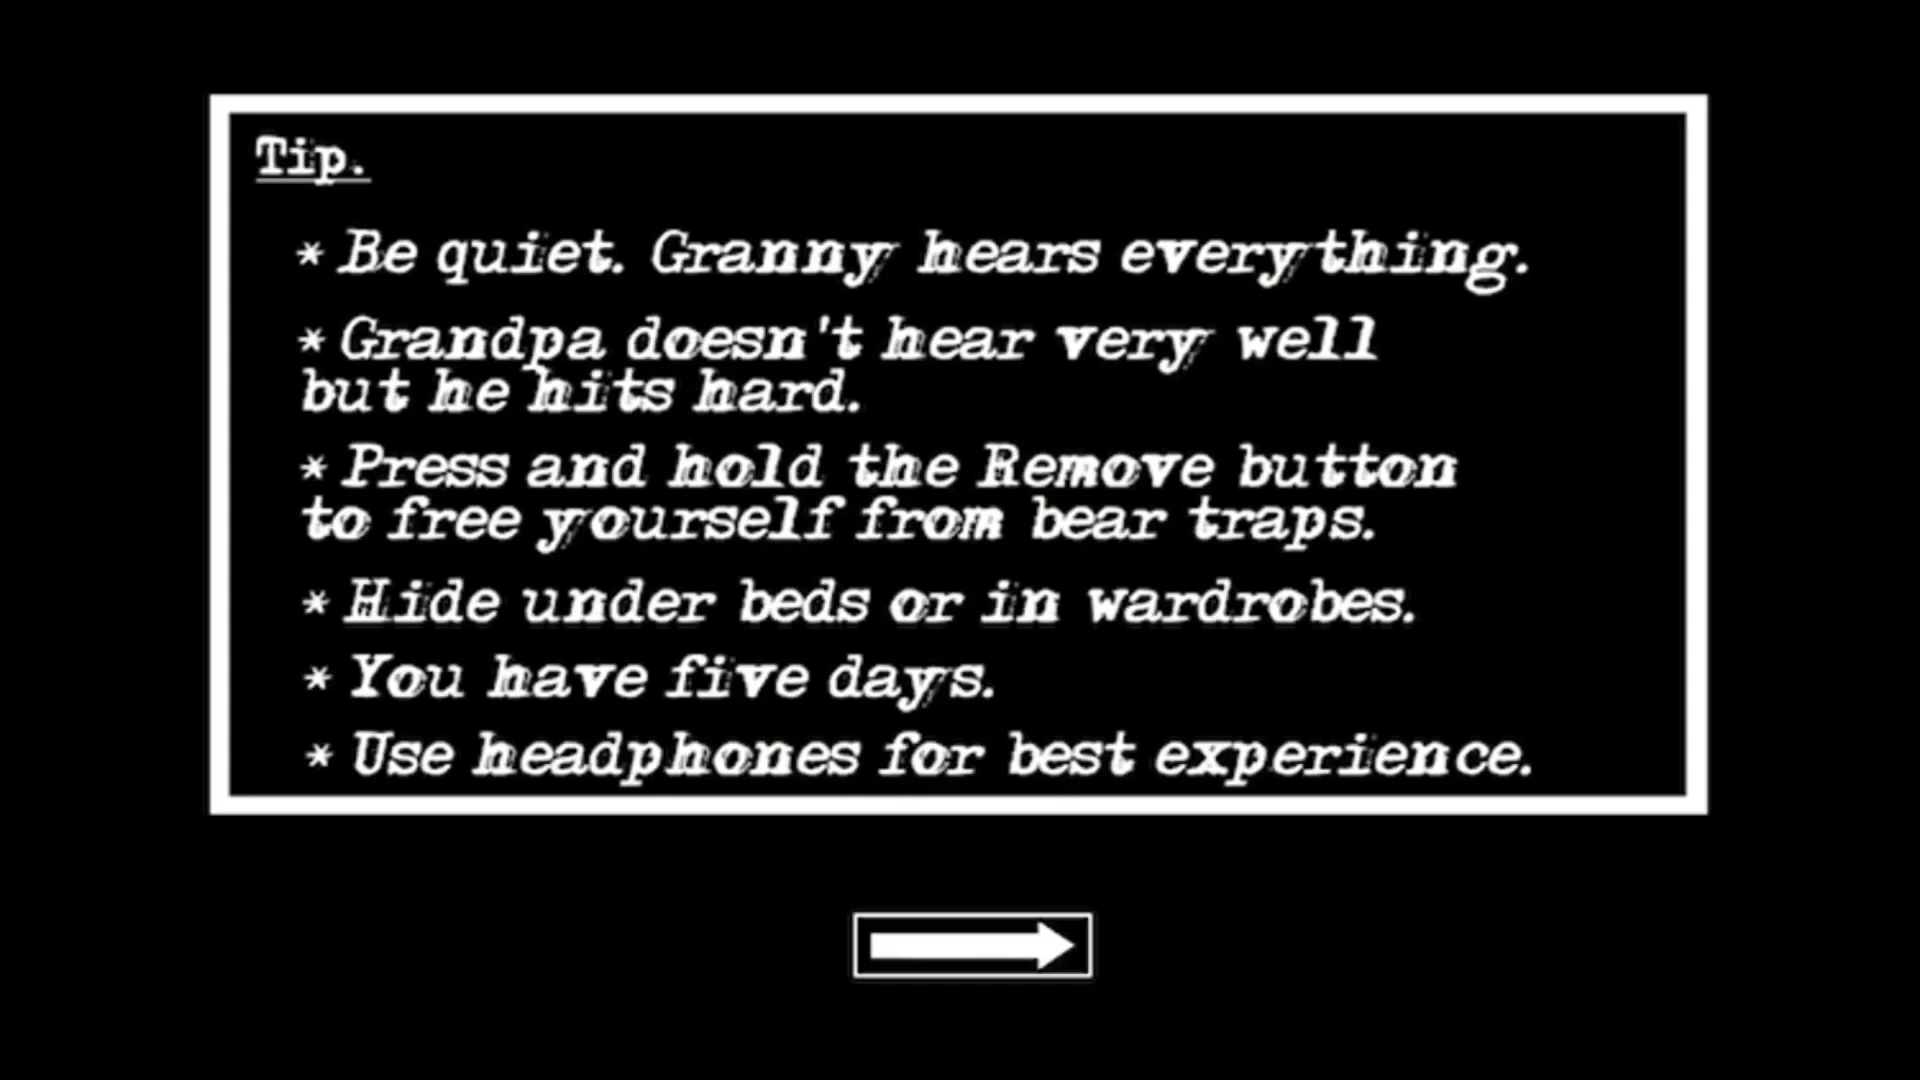 Tip.
* Be quiet. Granny hears everything.
* Grandpa doesn't hear very well
but he hits hard.
* Press and hold the Remove button
to free yourself from bear traps.
* Hide under beds or in wardrobes.
* You have five days.
* Use headphones for best experience.